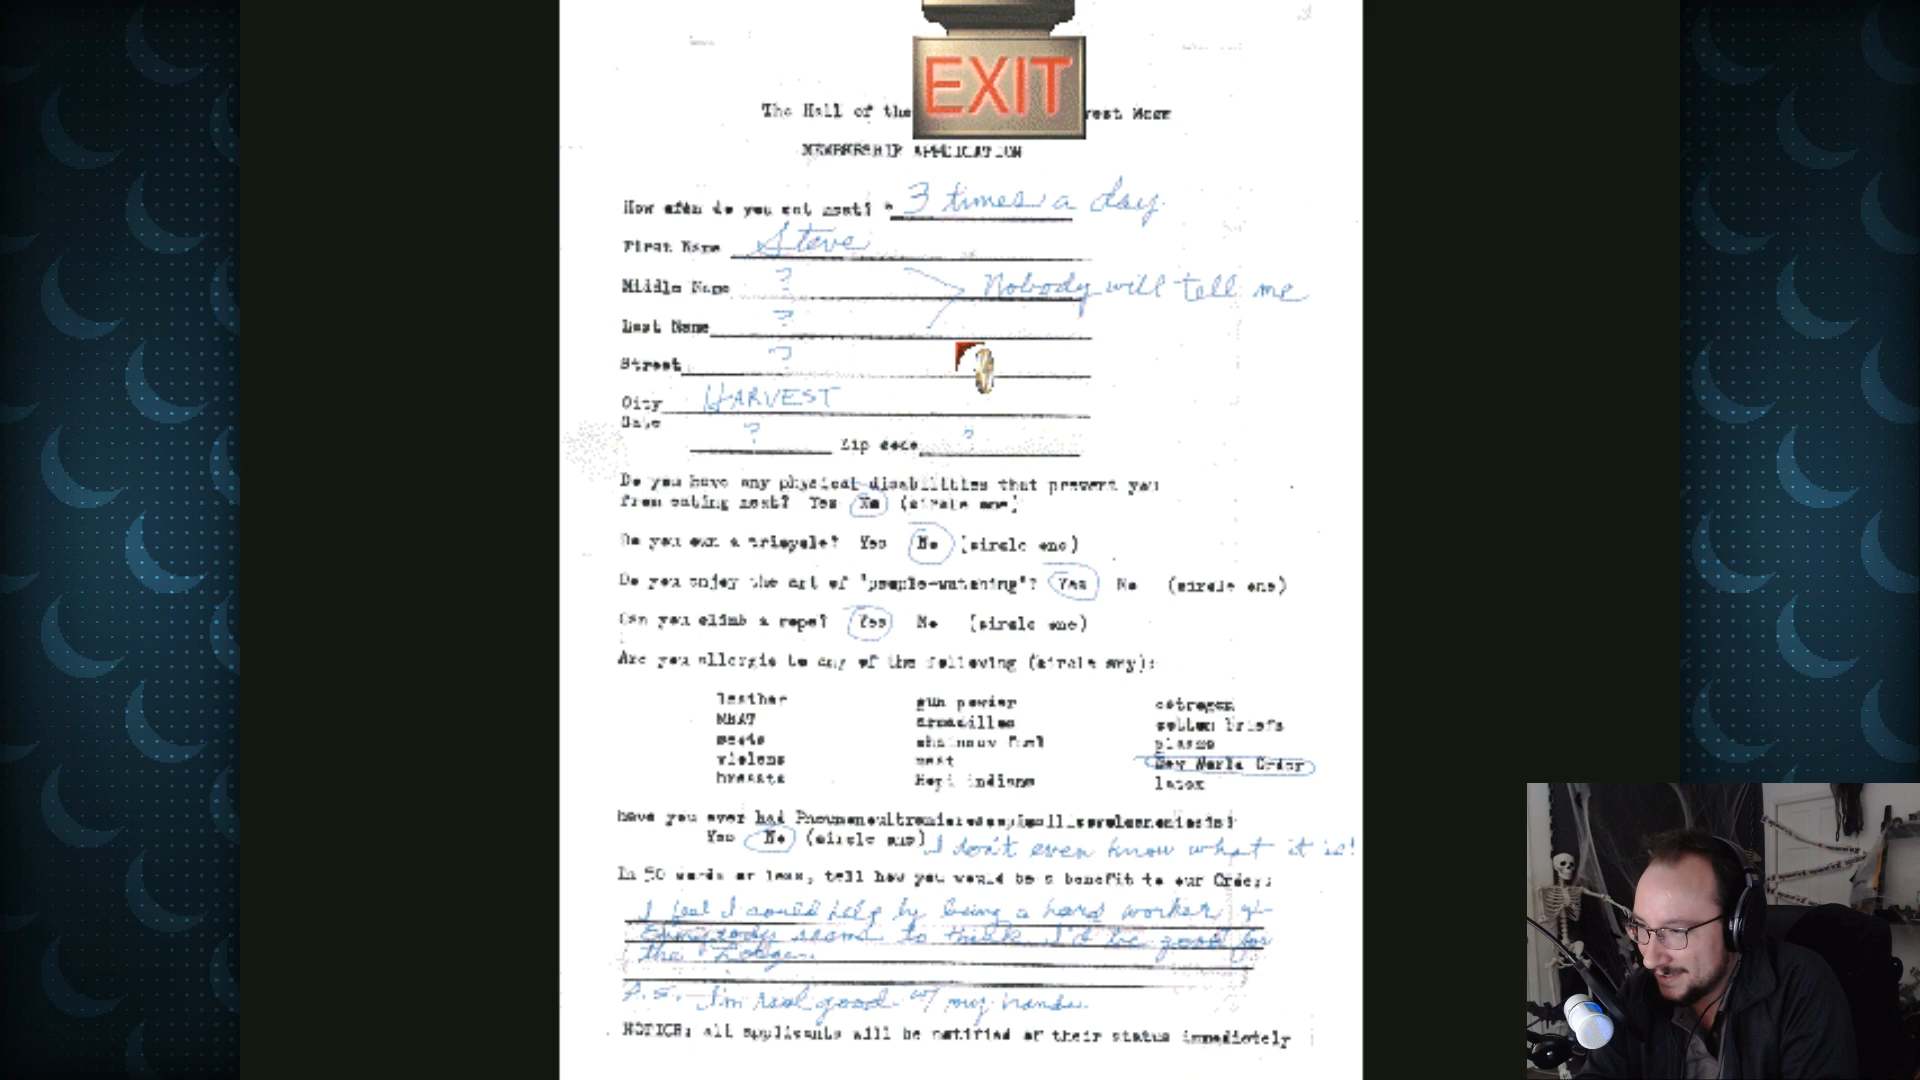 EXIT
The Hall of the
MEMBERSHIP APPLICATION
How often do you eat meat? 3 times a day
First Name Steve
Middle Name ?
Nobody will tell me
Last Name ?
Street ?
City HARVEST
?
Zip code ?
Do you have any physical disabilities that prevent you
from eating meat? Yes No (circle one)
Do you own a tricycle? Yes No (circle one)
Do you enjoy the art of "people-watching"? Yes No (circle one)
Can you climb a rope? Yes No (circle one)
Are you allergic to any of the following (circle any):
leather gun powder estrogen
MEAT armadillos cotton briefs
chainsaw fuel plasma
meat New World Order
breasts Hopi indians latex
have you ever had
Yes No (circle one) I don't even know what it is!
In 50 words or less, tell how you would be a benefit to our Order:
I feel I could help by being a hard worker
Everybody seems to think I'd be good for
the Lodge.
P.S. I'm real good w/ my hands.
NOTICE: all applicants will be notified of their status immediately